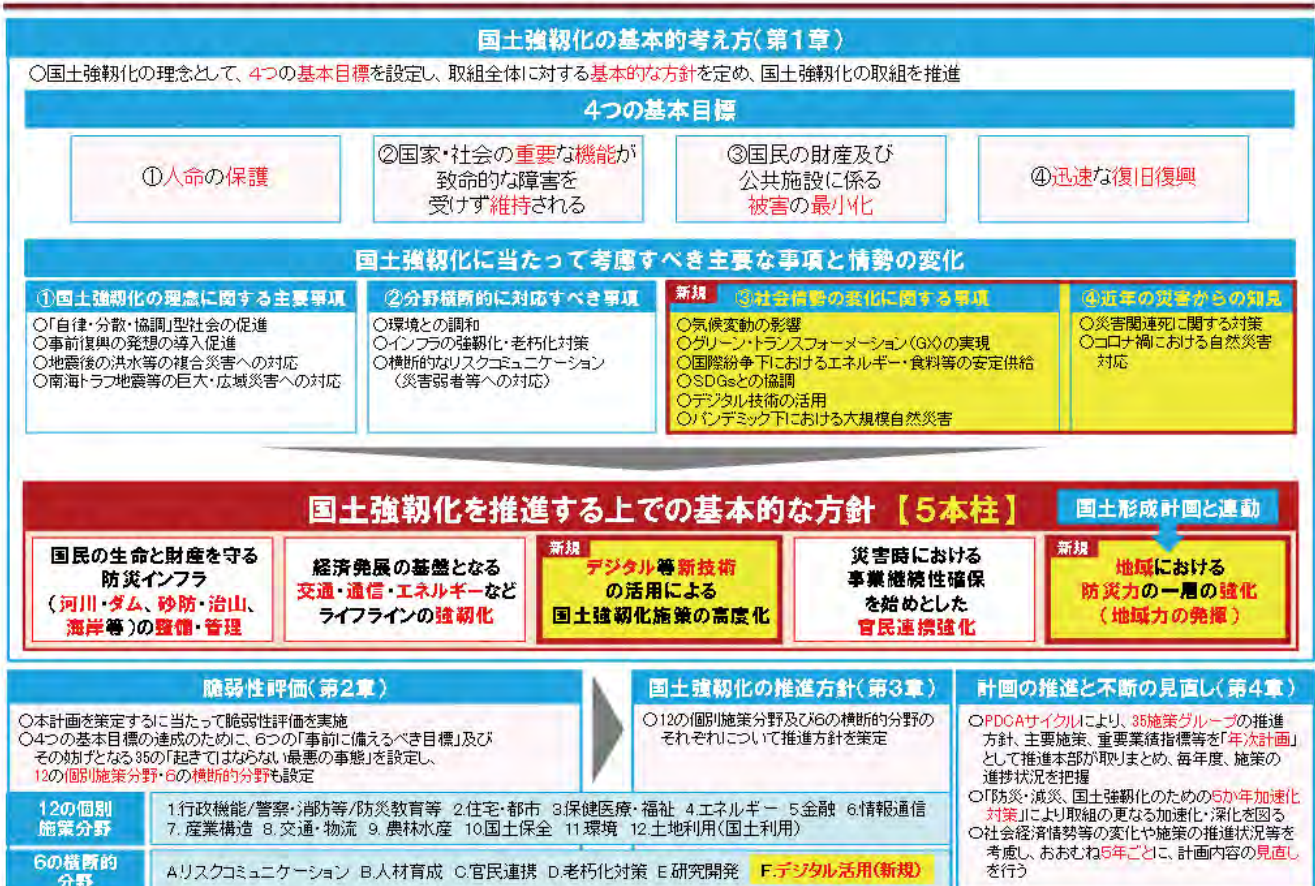 国土強靱化の基本的考え方(第1章)
○国土強靱化の理念として、4つの基本目標を設定し、取組全体に対する基本的な方針を定め、国土強靱化の取組を推進
4つの基本目標
①人命の保護
②国家・社会の重要な機能が
致命的な障害を
受けず維持される
③国民の財産及び
公共施設に係る
被害の最小化
④迅速な復旧復興
国土強靱化に当たって考慮すべき主要な事項と情勢の変化
①国土強靱化の理念に関する主要事項
○「自律・分散・協調」型社会の促進
○事前復興の発想の導入促進
○地震後の洪水等の複合災害への対応
○南海トラフ地震等の巨大・広域災害への対応
②分野横断的に対応すべき事項
○環境との調和
○インフラの強靱化・老朽化対策
○横断的なリスクコミュニケーション
(災害弱者等への対応)
新規 ③社会情勢の変化に関する事項
○気候変動の影響
○グリーン・トランスフォーメーション(GX)の実現
○国際紛争下におけるエネルギー・食料等の安定供給
○SDGsとの協調
○デジタル技術の活用
○パンデミック下における大規模自然災害
④近年の災害からの知見
○災害関連死に関する対策
○コロナ禍における自然災害
対応
国土強靱化を推進する上での基本的な方針 【5本柱】
国土形成計画と連動
国民の生命と財産を守る
防災インフラ
(河川・ダム、砂防・治山、
海岸等)の整備・管理
経済発展の基盤となる
交通・通信・エネルギーなど
ライフラインの強靱化
新規
デジタル等新技術
の活用による
国土強靱化施策の高度化
災害時における
事業継続性確保
を始めとした
官民連携強化
新規
地域における
防災力の一層の強化
(地域力の発揮)
脆弱性評価(第2章)
○本計画を策定するに当たって脆弱性評価を実施
○4つの基本目標の達成のために、6つの「事前に備えるべき目標」及び
その妨げとなる35の「起きてはならない最悪の事態」を設定し、
12の個別施策分野・6の横断的分野も設定
国土強靱化の推進方針(第3章)
○12の個別施策分野及び6の横断的分野の
それぞれについて推進方針を策定
12の個別
施策分野
1.行政機能/警察・消防等/防災教育等 2.住宅・都市 3.保健医療・福祉 4.エネルギー 5.金融 6.情報通信
7.産業構造 8.交通・物流 9.農林水産 10.国土保全 11.環境 12.土地利用(国土利用)
6の横断的
分野
Aリスクコミュニケーション B.人材育成 C.官民連携 D.老朽化対策 E.研究開発 F.デジタル活用(新規)
計画の推進と不断の見直し(第4章)
○PDCAサイクルにより、35施策グループの推進
方針、主要施策、重要業績指標等を「年次計画」
として推進本部が取りまとめ、毎年度、施策の
進捗状況を把握
○「防災・減災、国土強靱化のための5か年加速化
対策」により取組の更なる加速化・深化を図る
○社会経済情勢等の変化や施策の推進状況等を
考慮し、おおむね5年ごとに、計画内容の見直し
を行う